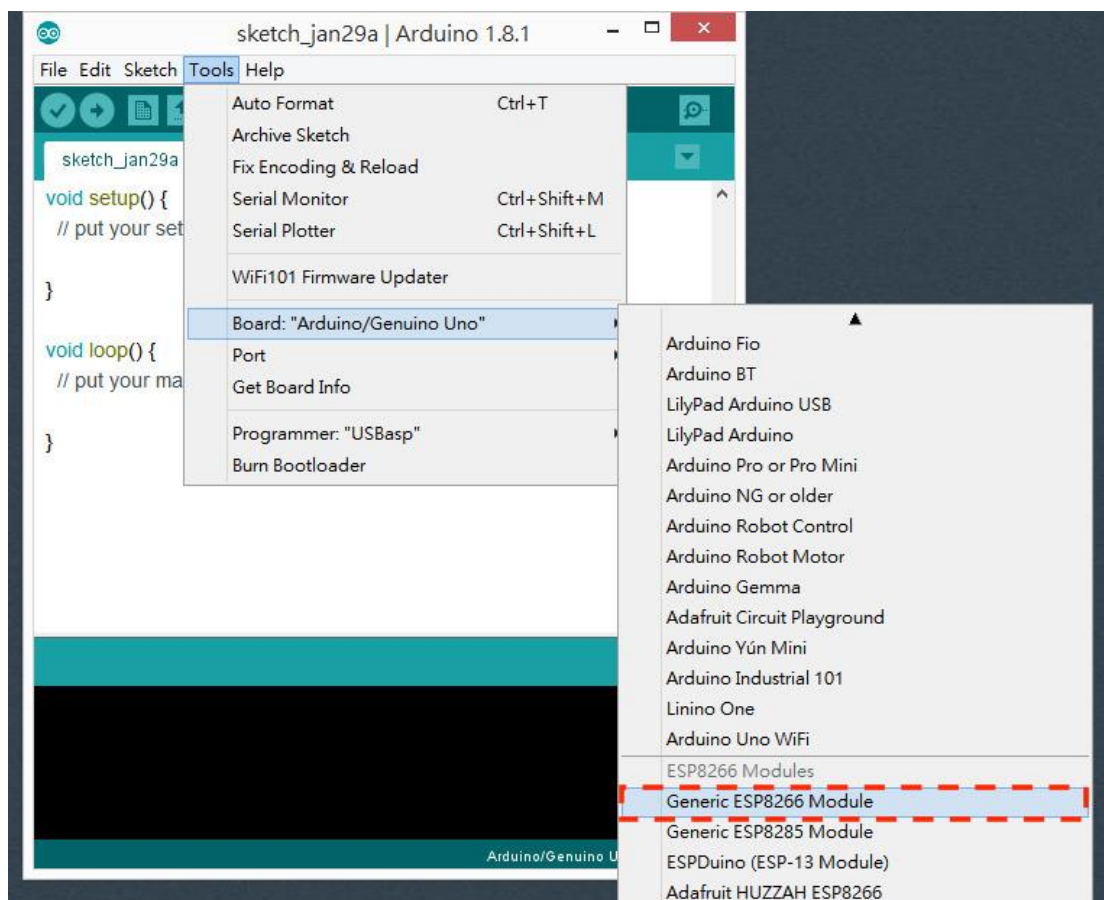 sketch_jan29a | Arduino 1.8.1
File Edit Sketch Tools Help
Auto Format Ctrl+T
Archive Sketch
sketch_jan29a
Fix Encoding & Reload
void setup() {
Serial Monitor Ctrl+Shift+M
// put your set
Serial Plotter Ctrl+Shift+L
WiFi101 Firmware Updater
}
Board: "Arduino/Genuino Uno"
void loop() {
Port
// put your ma
Get Board Info
Programmer: "USBasp"
}
Burn Bootloader
Arduino Fio
Arduino BT
LilyPad Arduino USB
LilyPad Arduino
Arduino Pro or Pro Mini
Arduino NG or older
Arduino Robot Control
Arduino Robot Motor
Arduino Gemma
Adafruit Circuit Playground
Arduino Yún Mini
Arduino Industrial 101
Linino One
Arduino Uno WiFi
ESP8266 Modules
Generic ESP8266 Module
Generic ESP8285 Module
ESPDuino (ESP-13 Module)
Adafruit HUZZAH ESP8266
Arduino/Genuino U